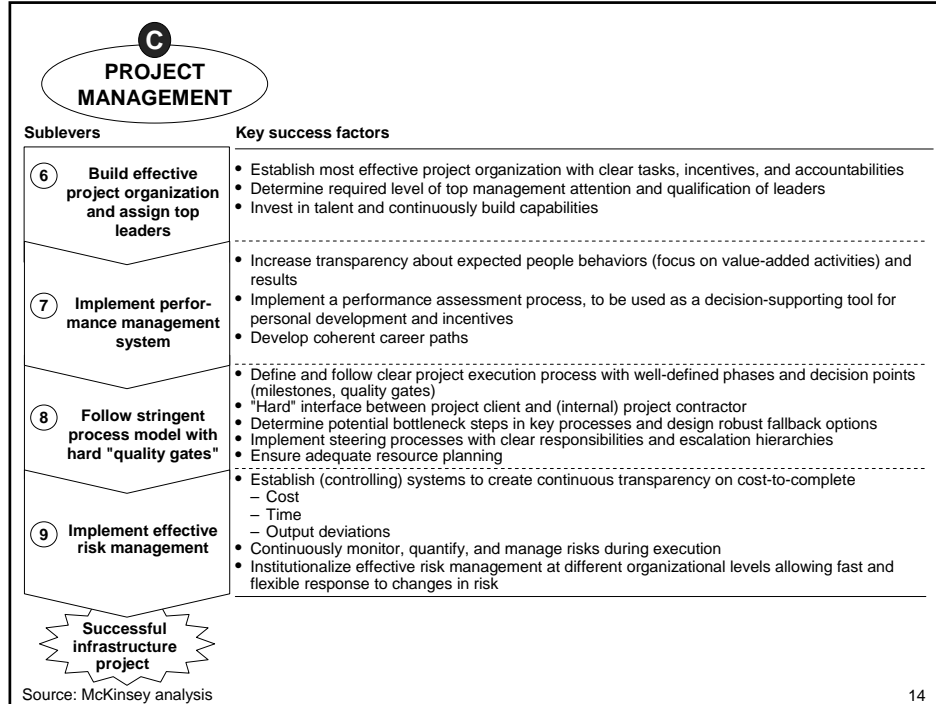 C
PROJECT
MANAGEMENT
Sublevers
Key success factors
6
Build effective
project organization
and assign top
leaders
• Establish most effective project organization with clear tasks, incentives, and accountabilities
• Determine required level of top management attention and qualification of leaders
• Invest in talent and continuously build capabilities
7
Implement perfor-
mance management
system
• Increase transparency about expected people behaviors (focus on value-added activities) and
results
• Implement a performance assessment process, to be used as a decision-supporting tool for
personal development and incentives
• Develop coherent career paths
8
Follow stringent
process model with
hard "quality gates"
• Define and follow clear project execution process with well-defined phases and decision points
(milestones, quality gates)
• "Hard" interface between project client and (internal) project contractor
• Determine potential bottleneck steps in key processes and design robust fallback options
• Implement steering processes with clear responsibilities and escalation hierarchies
• Ensure adequate resource planning
9
Implement effective
risk management
• Establish (controlling) systems to create continuous transparency on cost-to-complete
– Cost
– Time
– Output deviations
• Continuously monitor, quantify, and manage risks during execution
• Institutionalize effective risk management at different organizational levels allowing fast and
flexible response to changes in risk
Successful
infrastructure
project
Source: McKinsey analysis
14